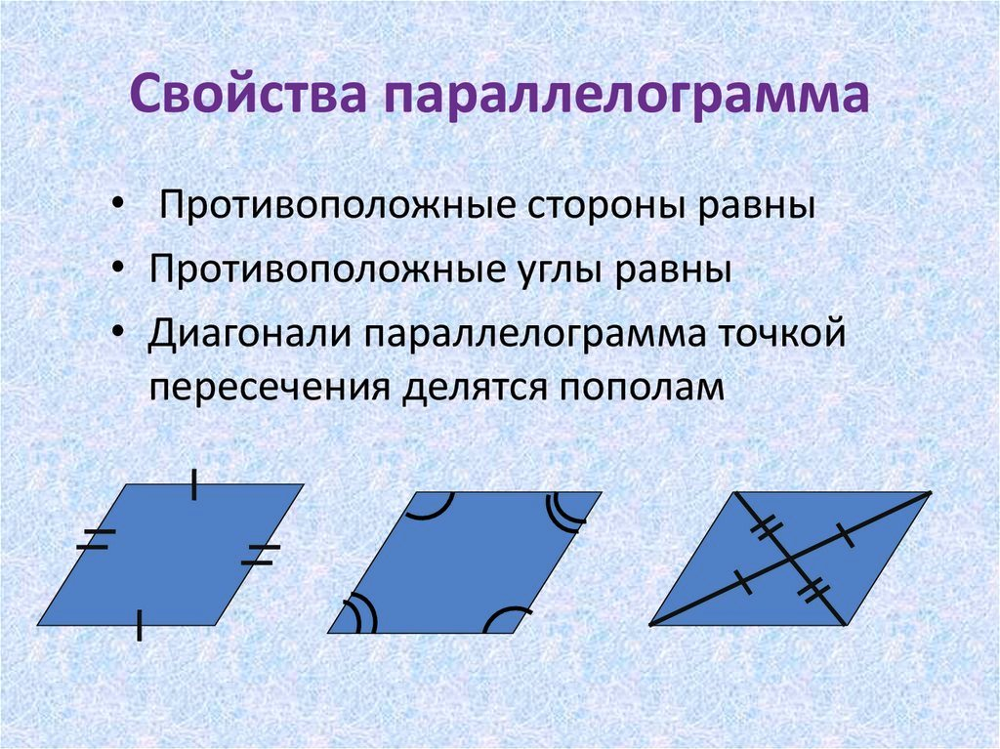 Свойства параллелограмма
• Противоположные стороны равны
• Противоположные углы равны
• Диагонали параллелограмма точкой
пересечения делятся пополам